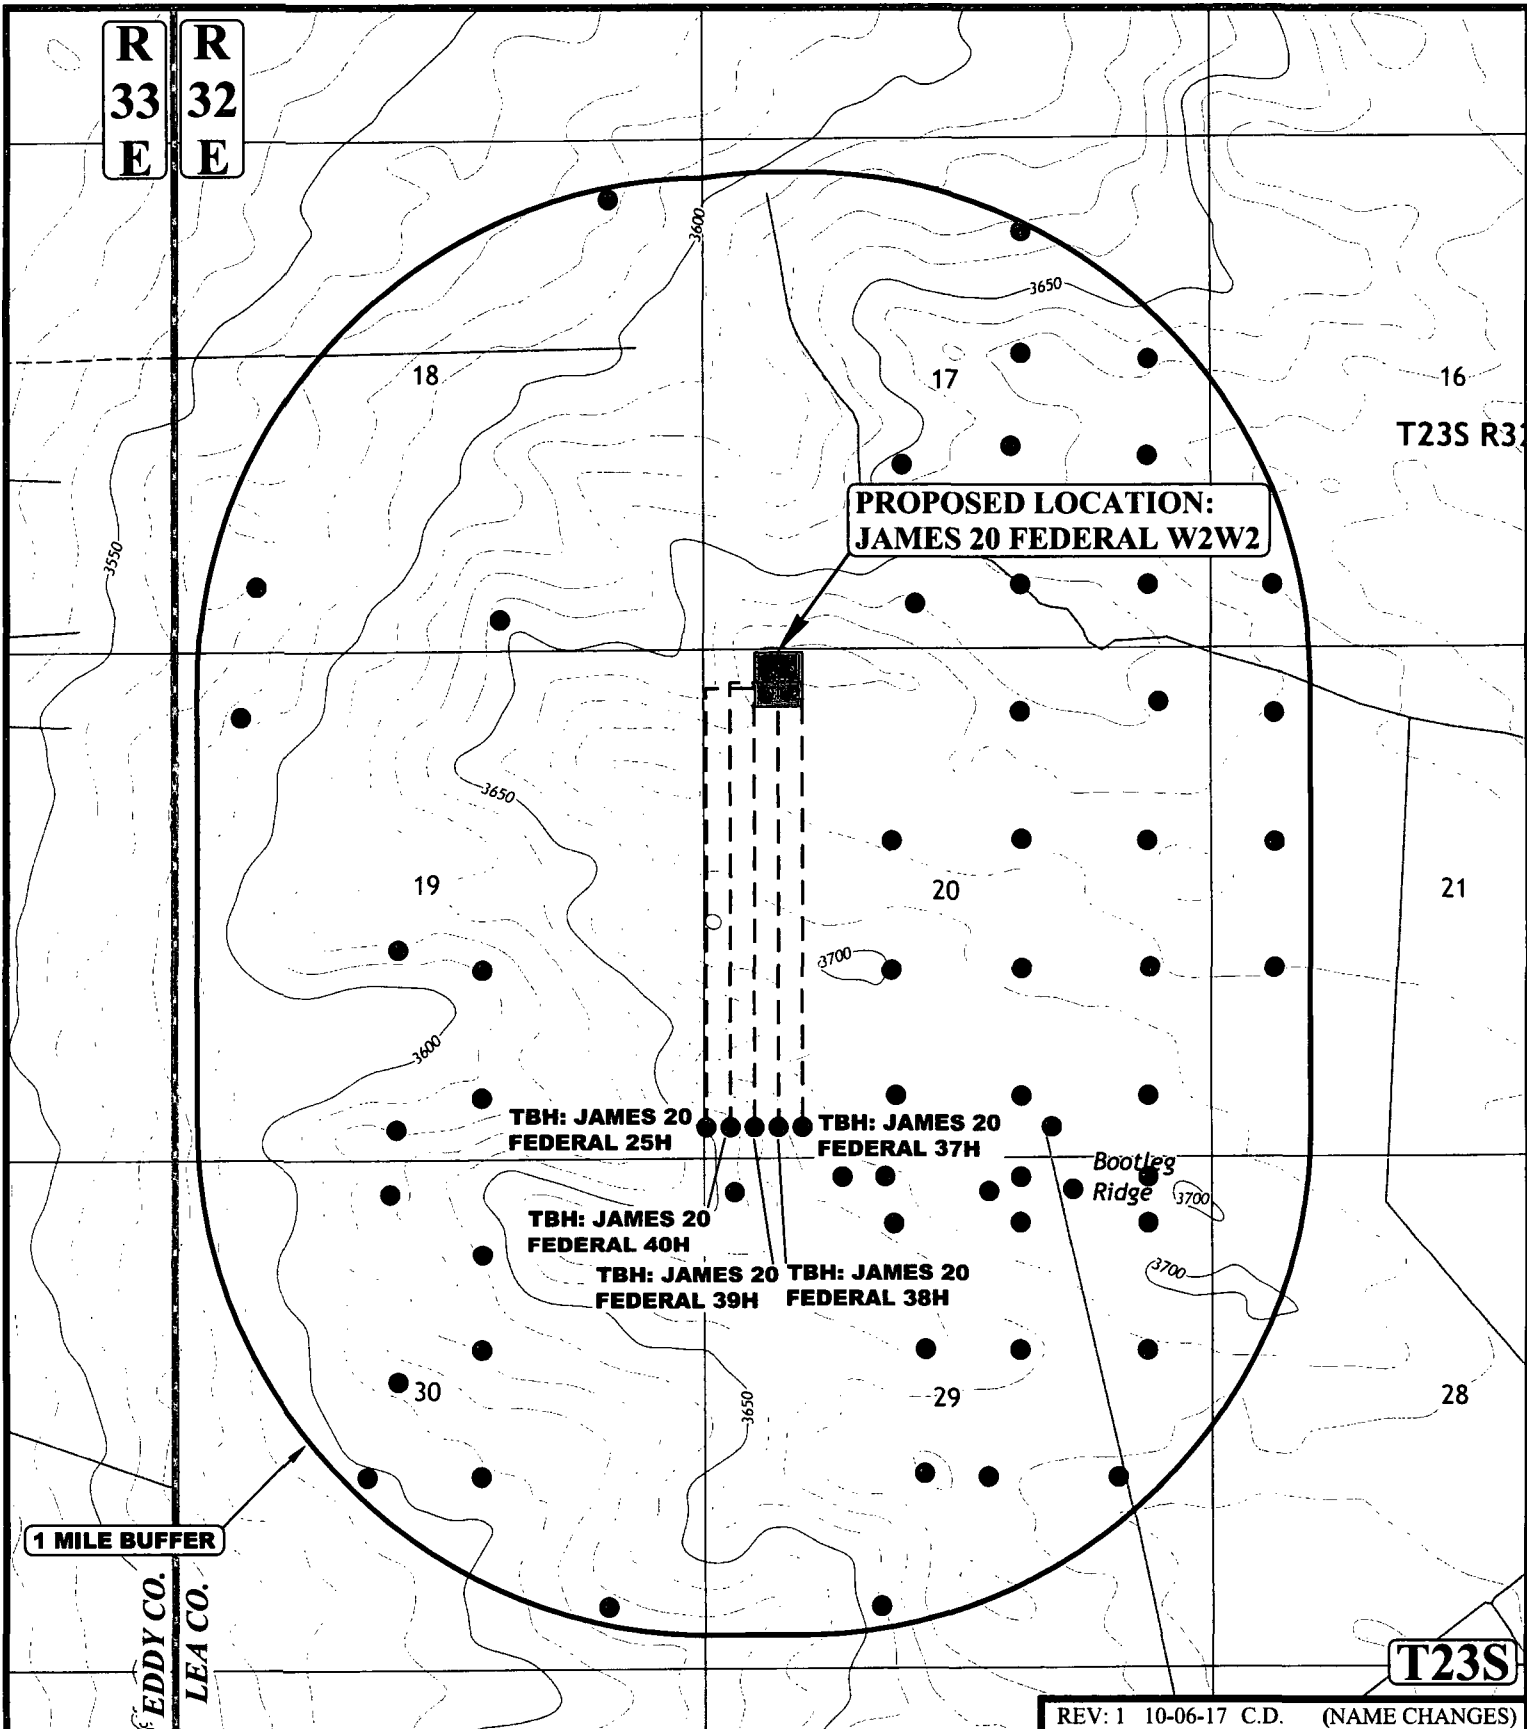 R
33
E
R
32
E
3600
3650
18
17
16
T23S R32
PROPOSED LOCATION:
JAMES 20 FEDERAL W2W2
3550
3650
19
20
21
3700
3600
TBH: JAMES 20
FEDERAL 25H
TBH: JAMES 20
FEDERAL 37H
Bootleg
Ridge
3700
TBH: JAMES 20
FEDERAL 40H
TBH: JAMES 20
FEDERAL 39H
TBH: JAMES 20
FEDERAL 38H
3700
30
3650
29
28
1 MILE BUFFER
EDDY CO.
LEA CO.
T23S
REV: 1 10-06-17 C.D. (NAME CHANGES)